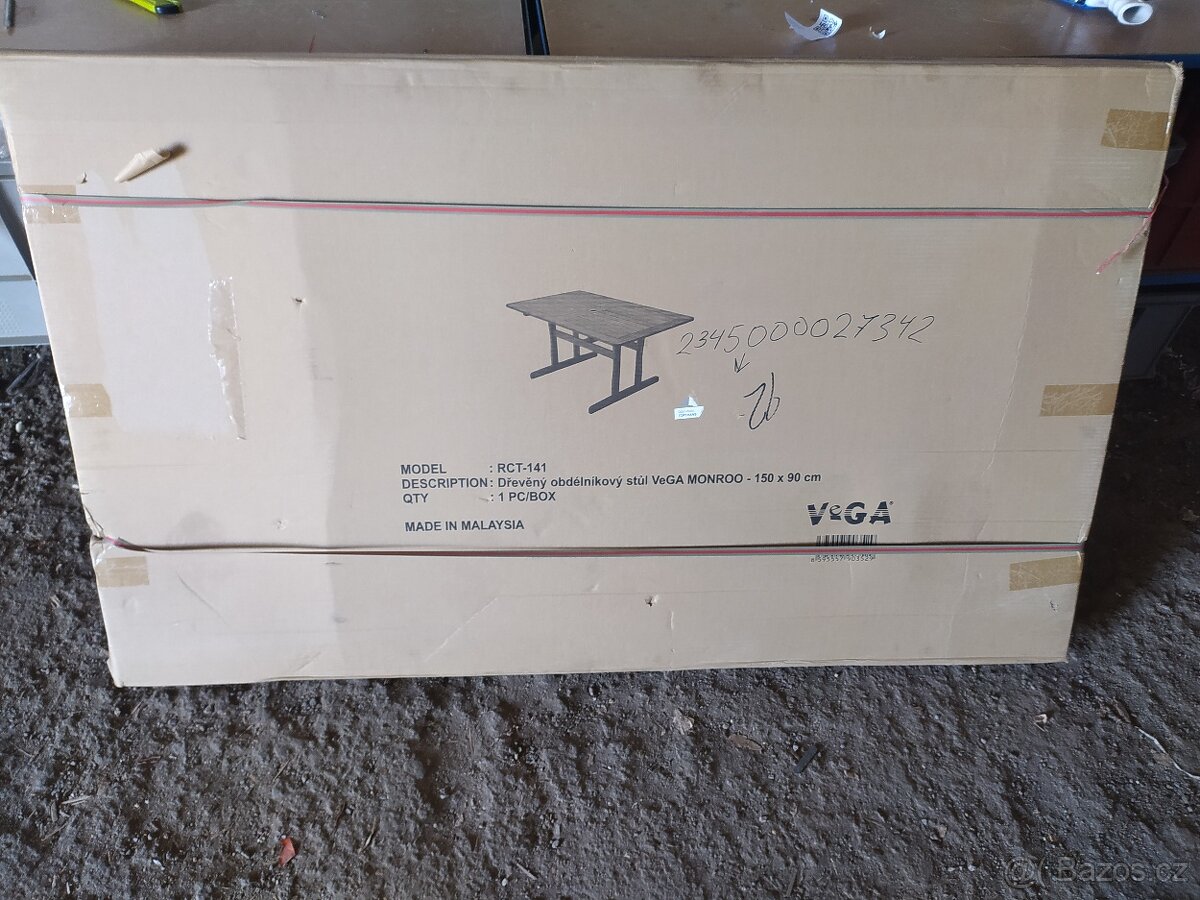 2345000027342
MODEL : RCT-141
DESCRIPTION : Dřevěný obdélníkový stůl VeGA MONROO - 150 x 90 cm
QTY : 1 PC/BOX
MADE IN MALAYSIA
VeGA®
© Bazos.cz